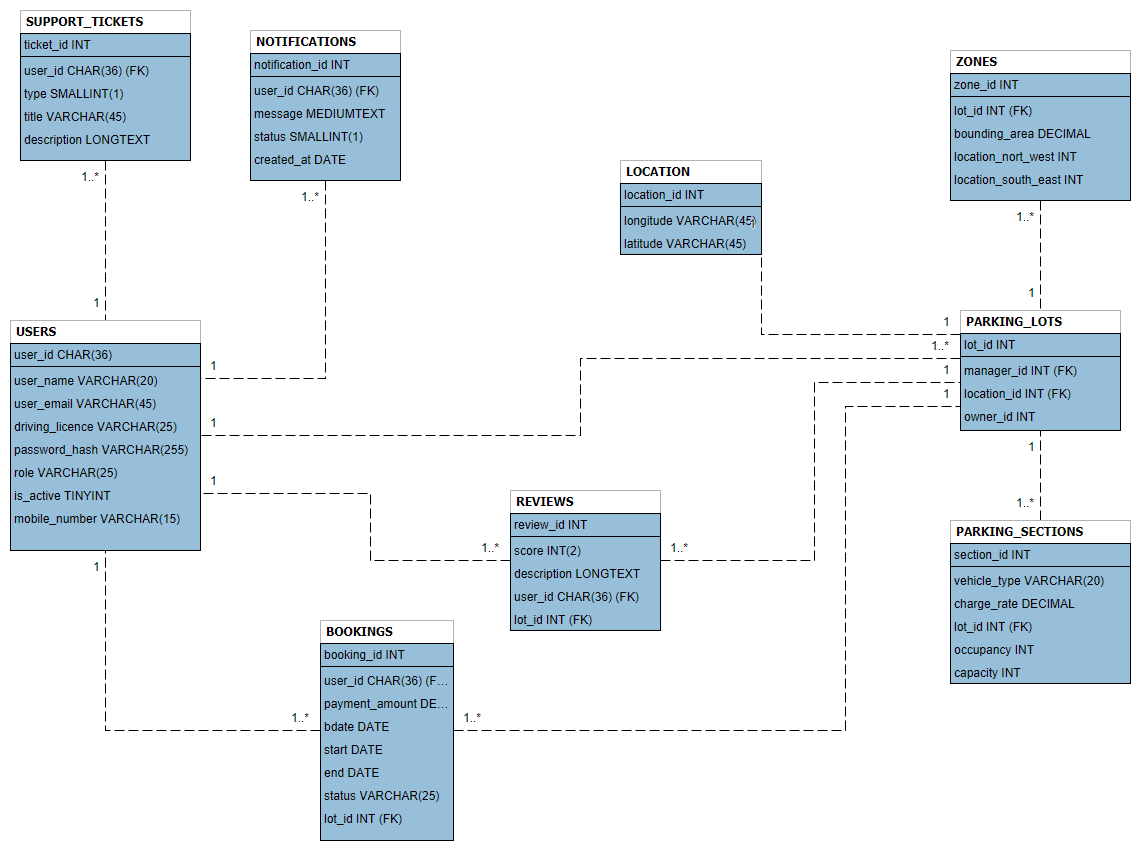 SUPPORT_TICKETS
ticket_id INT
user_id CHAR(36) (FK)
type SMALLINT(1)
title VARCHAR(45)
description LONGTEXT
1..*
1
NOTIFICATIONS
notification_id INT
user_id CHAR(36) (FK)
message MEDIUMTEXT
status SMALLINT(1)
created_at DATE
1..*
1
LOCATION
location_id INT
longitude VARCHAR(45)
latitude VARCHAR(45)
1
1
ZONES
zone_id INT
lot_id INT (FK)
bounding_area DECIMAL
location_nort_west INT
location_south_east INT
1..*
1
USERS
user_id CHAR(36)
user_name VARCHAR(20)
user_email VARCHAR(45)
driving_licence VARCHAR(25)
password_hash VARCHAR(255)
role VARCHAR(25)
is_active TINYINT
mobile_number VARCHAR(15)
1
1
1
PARKING_LOTS
lot_id INT
manager_id INT (FK)
location_id INT (FK)
owner_id INT
1..*
1
1
1
1..*
REVIEWS
review_id INT
score INT(2)
description LONGTEXT
user_id CHAR(36) (FK)
lot_id INT (FK)
1..*
1..*
PARKING_SECTIONS
section_id INT
vehicle_type VARCHAR(20)
charge_rate DECIMAL
lot_id INT (FK)
occupancy INT
capacity INT
BOOKINGS
booking_id INT
user_id CHAR(36) (F...
payment_amount DE...
bdate DATE
start DATE
end DATE
status VARCHAR(25)
lot_id INT (FK)
1..*
1..*